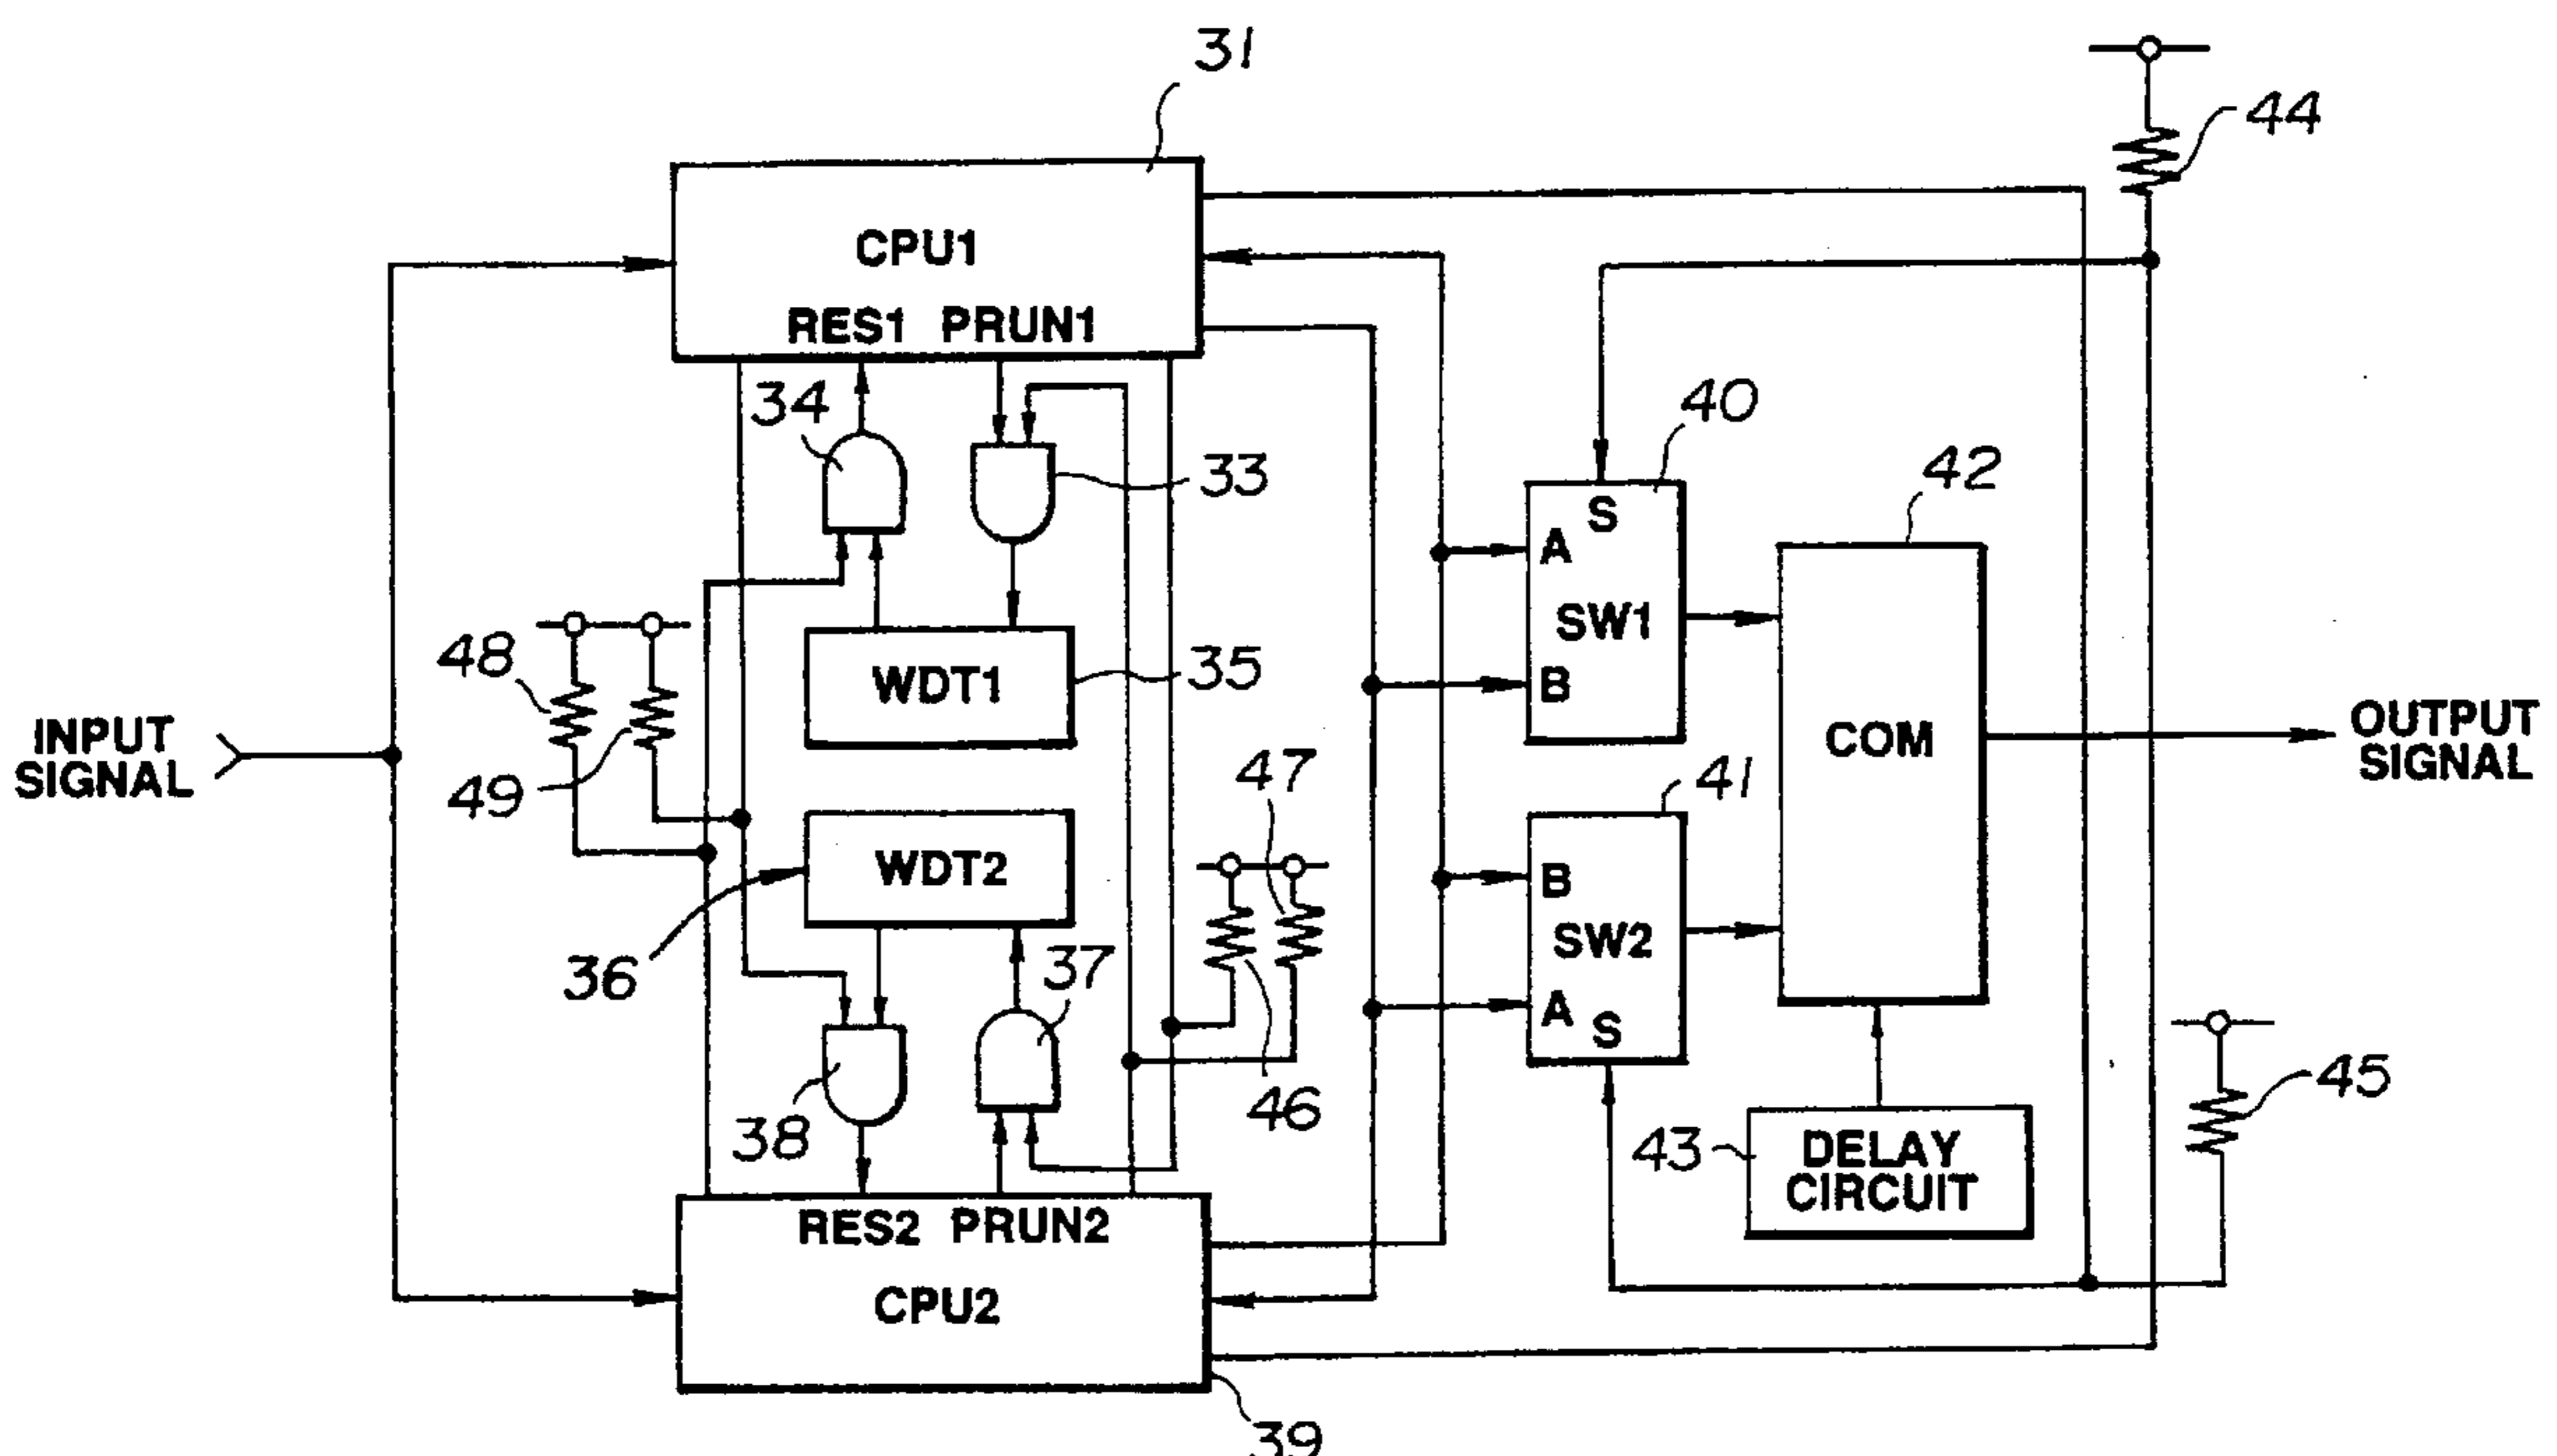 31
44
CPU1
RES1 PRUN1
34
33
40
42
S
A
SW1
B
48
WDT1
35
INPUT
SIGNAL
49
COM
OUTPUT
SIGNAL
47
41
WDT2
B
SW2
36
37
A
S
38
46
43
DELAY
CIRCUIT
45
RES2 PRUN2
CPU2
39